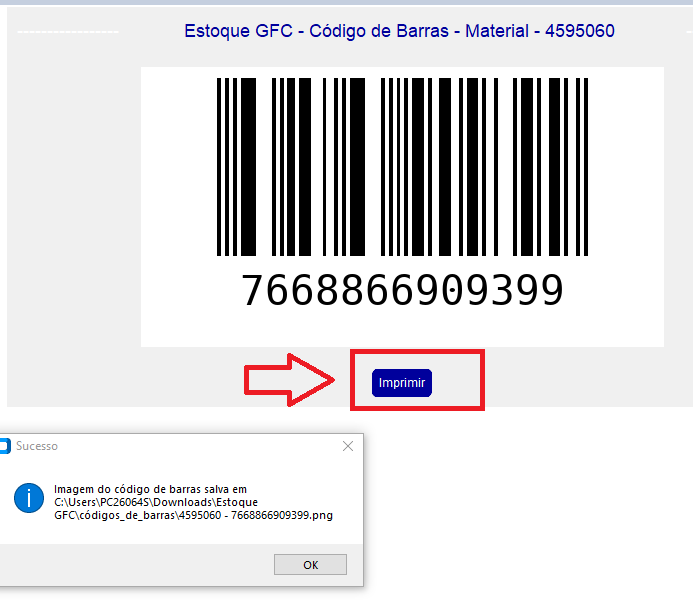 Estoque GFC - Código de Barras - Material - 4595060
7668866909399
Imprimir
Sucesso
Imagem do código de barras salva em
C:\Users\PC26064S\Downloads\Estoque
GFC\códigos_de_barras\4595060 - 7668866909399.png
OK